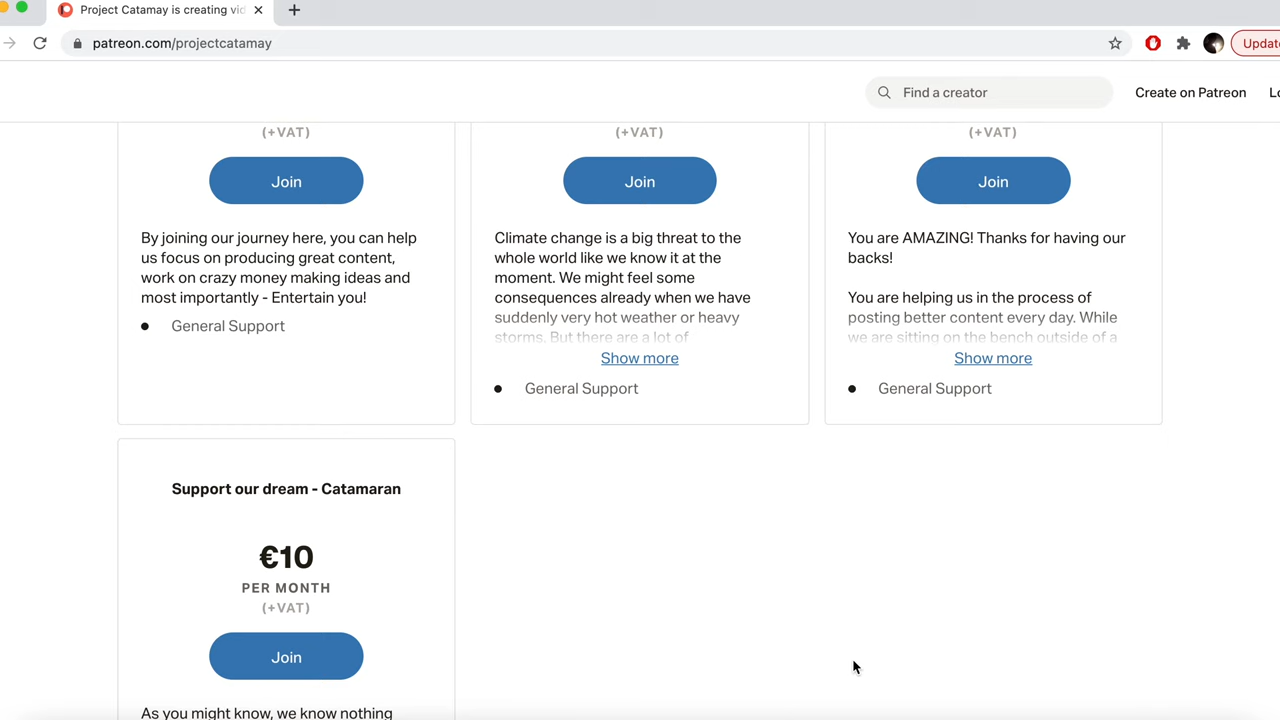 Project Catamay is creating vid
patreon.com/projectcatamay
Update
Find a creator
Create on Patreon
Lo
(+VAT)
Join
By joining our journey here, you can help
us focus on producing great content,
work on crazy money making ideas and
most importantly - Entertain you!
General Support
(+VAT)
Join
Climate change is a big threat to the
whole world like we know it at the
moment. We might feel some
consequences already when we have
suddenly very hot weather or heavy
storms. But there are a lot of
Show more
General Support
(+VAT)
Join
You are AMAZING! Thanks for having our
backs!
You are helping us in the process of
posting better content every day. While
we are sitting on the bench outside of a
Show more
General Support
Support our dream - Catamaran
€10
PER MONTH
(+VAT)
Join
As you might know, we know nothing